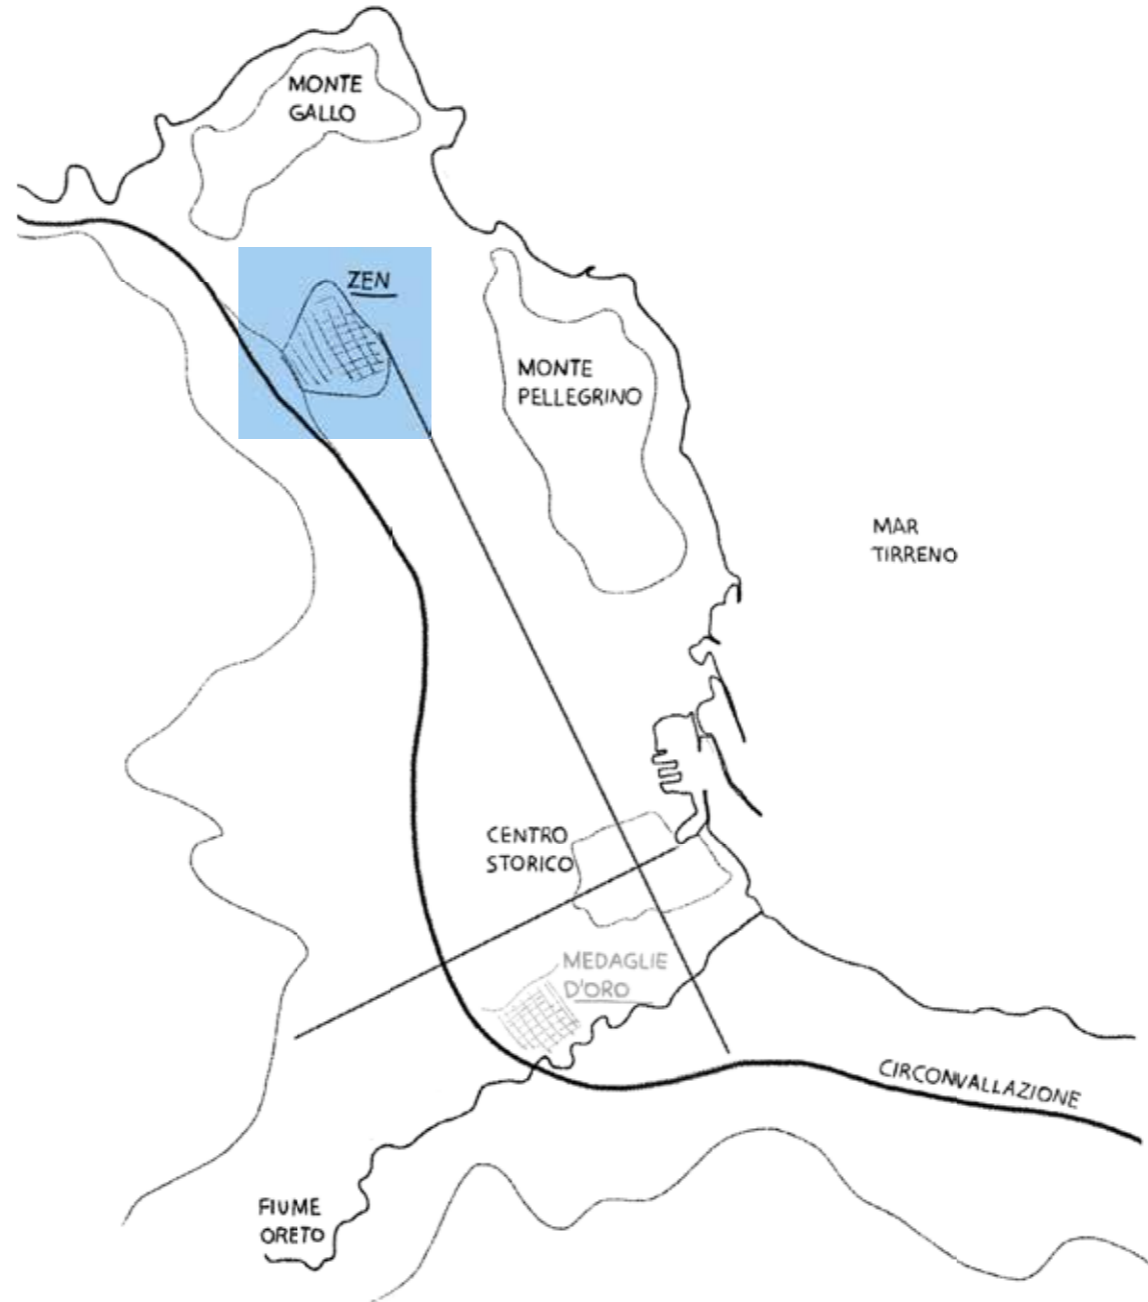 MONTE
GALLO
ZEN
MONTE
PELLEGRINO
MAR
TIRRENO
CENTRO
STORICO
MEDAGLIE
D'ORO
CIRCONVALLAZIONE
FIUME
ORETO